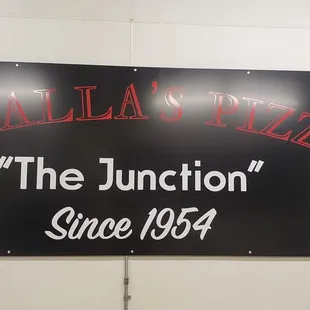 ALLA'S PIZZ
"The Junction"
Since 1954